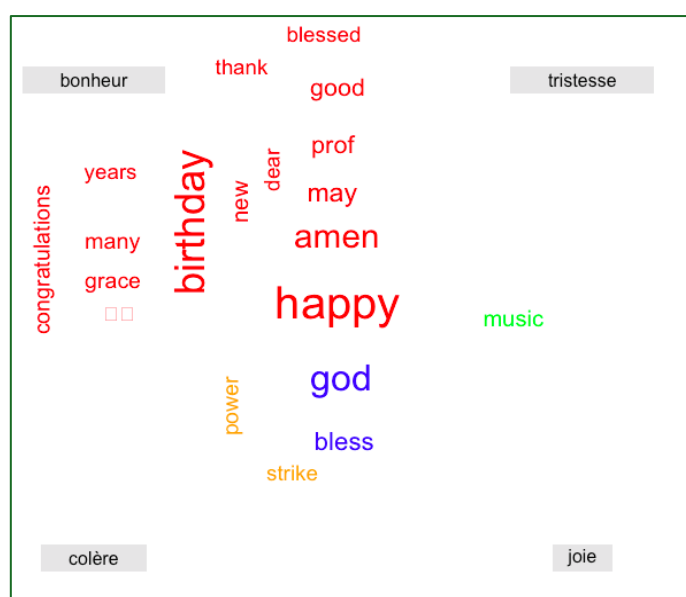 blessed
thank
bonheur
tristesse
good
prof
dear
years
may
new
birthday
congratulations
amen
many
grace
happy
music
god
power
bless
strike
colère
joie